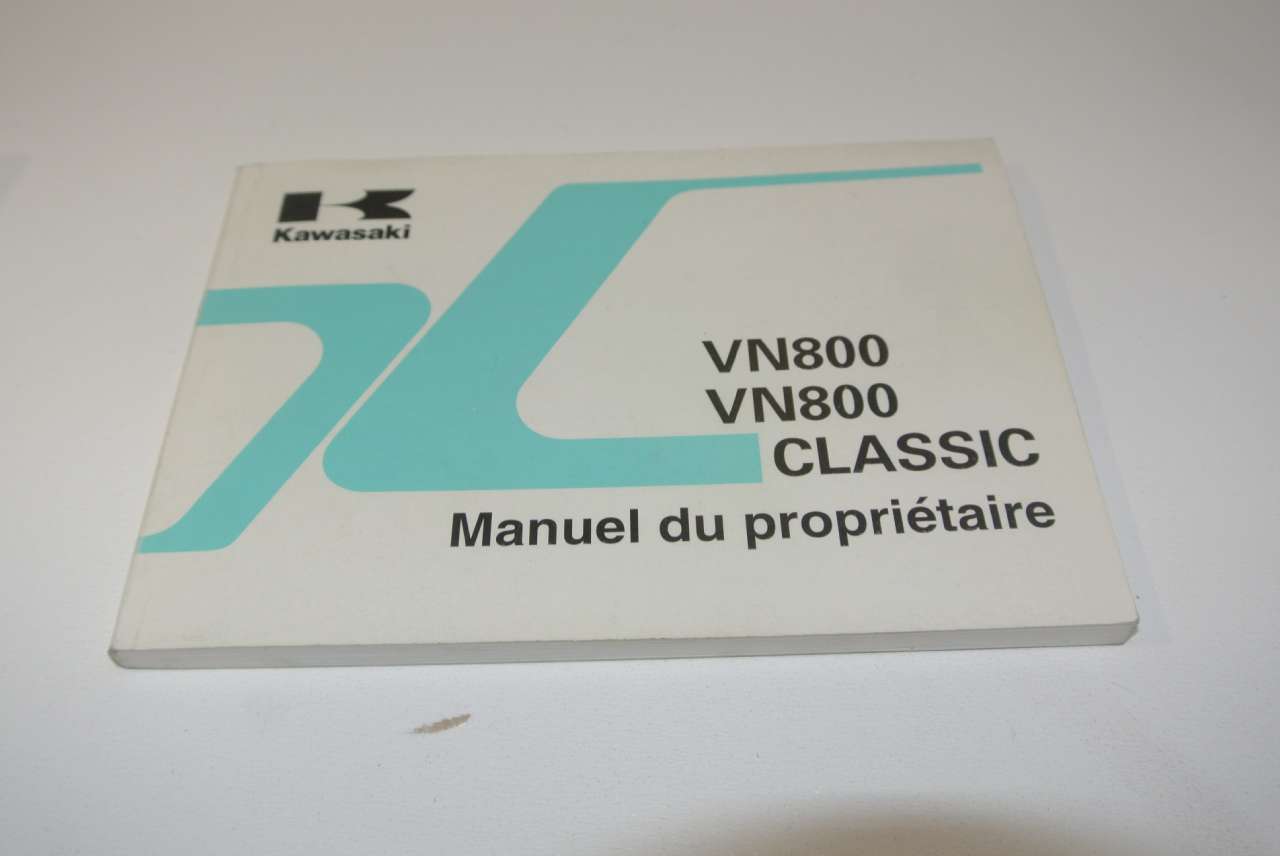 Kawasaki
VN800
VN800
CLASSIC
Manuel du propriétaire